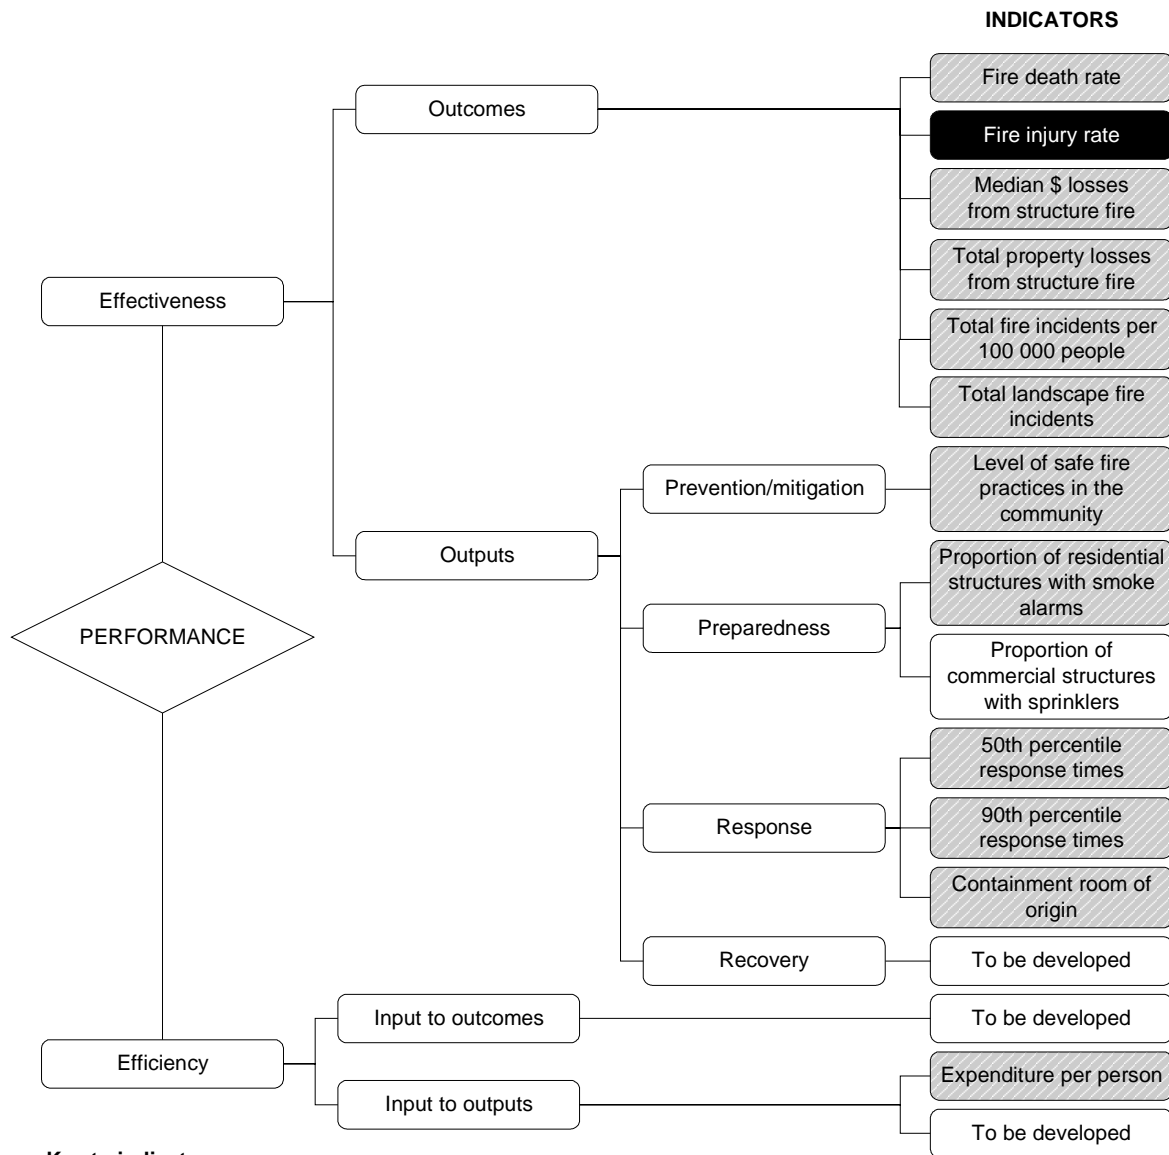 INDICATORS
Fire death rate
Outcomes
Fire injury rate
Median $ losses
from structure fire
Total property losses
from structure fire
Effectiveness
Total fire incidents per
100 000 people
Total landscape fire
incidents
Prevention/mitigation
Level of safe fire
practices in the
community
Outputs
Proportion of residential
structures with smoke
alarms
PERFORMANCE
Preparedness
Proportion of
commercial structures
with sprinklers
50th percentile
response times
Response
90th percentile
response times
Containment room of
origin
Recovery
To be developed
Input to outcomes
To be developed
Efficiency
Expenditure per person
Input to outputs
To be developed